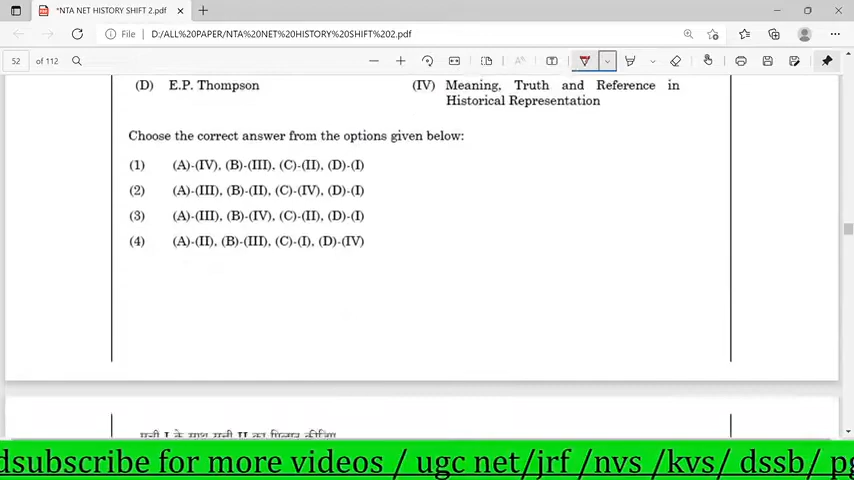 *NTA NET HISTORY SHIFT 2.pdf
File
D:/ALL%20PAPER/NTA%20NET%20HISTORY%20SHIFT%202.pdf
52 of 112
(D) E.P. Thompson (IV) Meaning, Truth and Reference in
Historical Representation
Choose the correct answer from the options given below:
(1) (A)-(IV), (B)-(III), (C)-(II), (D)-(I)
(2) (A)-(III), (B)-(II), (C)-(IV), (D)-(I)
(3) (A)-(III), (B)-(IV), (C)-(II), (D)-(I)
(4) (A)-(II), (B)-(III), (C)-(I), (D)-(IV)
सूची I के साथ सूची II का मिलान कीजिए
dsubscribe for more videos / ugc net/jrf /nvs /kvs/ dssb/ pg